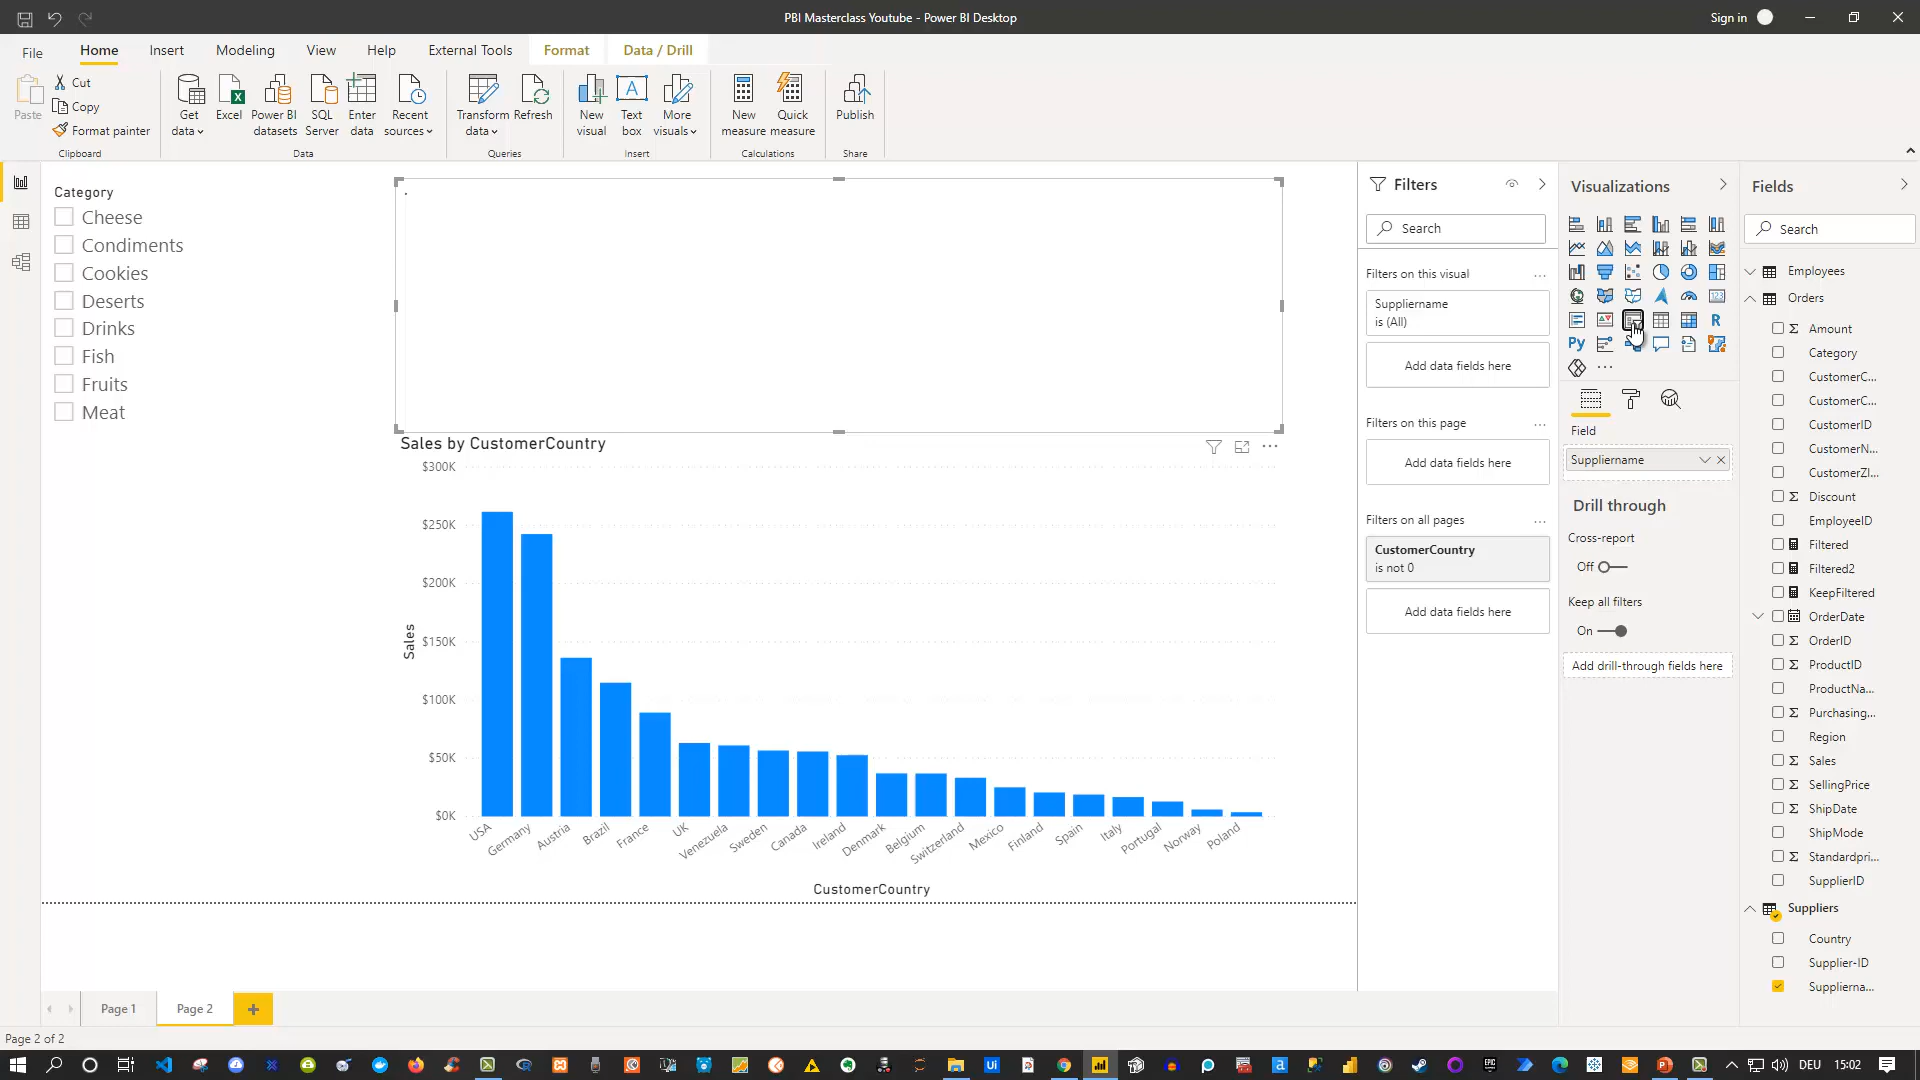 PBI Masterclass Youtube - Power BI Desktop
Sign in
File
Home
Insert
Modeling
View
Help
External Tools
Format
Data / Drill
Paste
Cut
Copy
Format painter
Clipboard
Get data
Excel
Power BI datasets
SQL Server
Enter data
Recent sources
Data
Transform data
Refresh
Queries
New visual
Text box
More visuals
Insert
New measure
Quick measure
Calculations
Publish
Share
Category
Cheese
Condiments
Cookies
Deserts
Drinks
Fish
Fruits
Meat
Sales by CustomerCountry
$300K
$250K
$200K
$150K
$100K
$50K
$0K
Sales
USA
Germany
Austria
Brazil
France
UK
Venezuela
Sweden
Canada
Ireland
Denmark
Belgium
Switzerland
Mexico
Finland
Spain
Italy
Portugal
Norway
Poland
CustomerCountry
Filters
Search
Filters on this visual
...
Suppliername
is (All)
Add data fields here
Filters on this page
...
Add data fields here
Filters on all pages
...
CustomerCountry
is not 0
Add data fields here
Visualizations
123
R
Py
...
Field
Suppliername
Drill through
Cross-report
Off
Keep all filters
On
Add drill-through fields here
Fields
Search
Employees
Orders
Amount
Category
CustomerC...
CustomerC...
CustomerID
CustomerN...
CustomerZI...
Discount
EmployeeID
Filtered
Filtered2
KeepFiltered
OrderDate
OrderID
ProductID
ProductNa...
Purchasing...
Region
Sales
SellingPrice
ShipDate
ShipMode
Standardpri...
SupplierID
Suppliers
Country
Supplier-ID
Supplierna...
Page 1
Page 2
Page 2 of 2
DEU
15:02